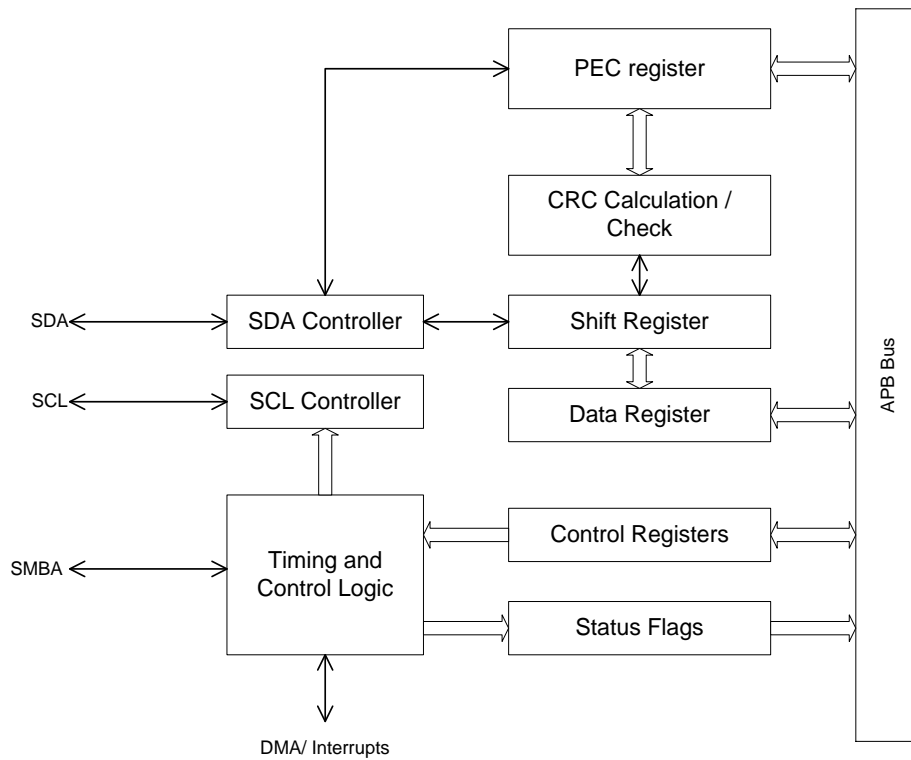 PEC register
CRC Calculation /
Check
SDA
SDA Controller
Shift Register
SCL
SCL Controller
Data Register
APB Bus
Control Registers
SMBA
Timing and
Control Logic
Status Flags
DMA/ Interrupts